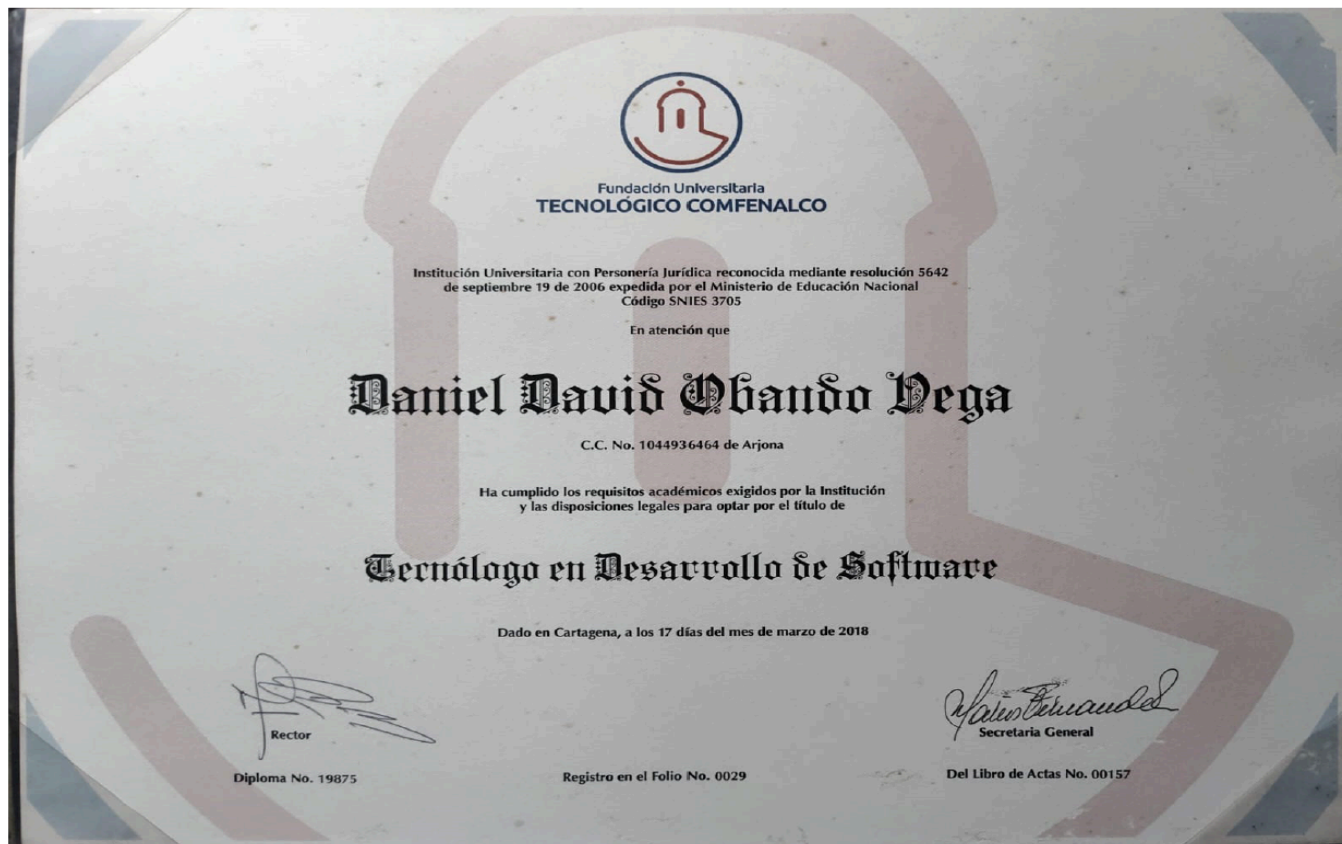 Fundación Universitaria
TECNOLÓGICO COMFENALCO
Institución Universitaria con Personería Jurídica reconocida mediante resolución 5642
de septiembre 19 de 2006 expedida por el Ministerio de Educación Nacional
Código SNIES 3705
En atención que
Daniel David Obando Vega
C.C. No. 1044936464 de Arjona
Ha cumplido los requisitos académicos exigidos por la Institución
y las disposiciones legales para optar por el título de
Tecnólogo en Desarrollo de Software
Dado en Cartagena, a los 17 días del mes de marzo de 2018
Rector
Secretaria General
Diploma No. 19875
Registro en el Folio No. 0029
Del Libro de Actas No. 00157